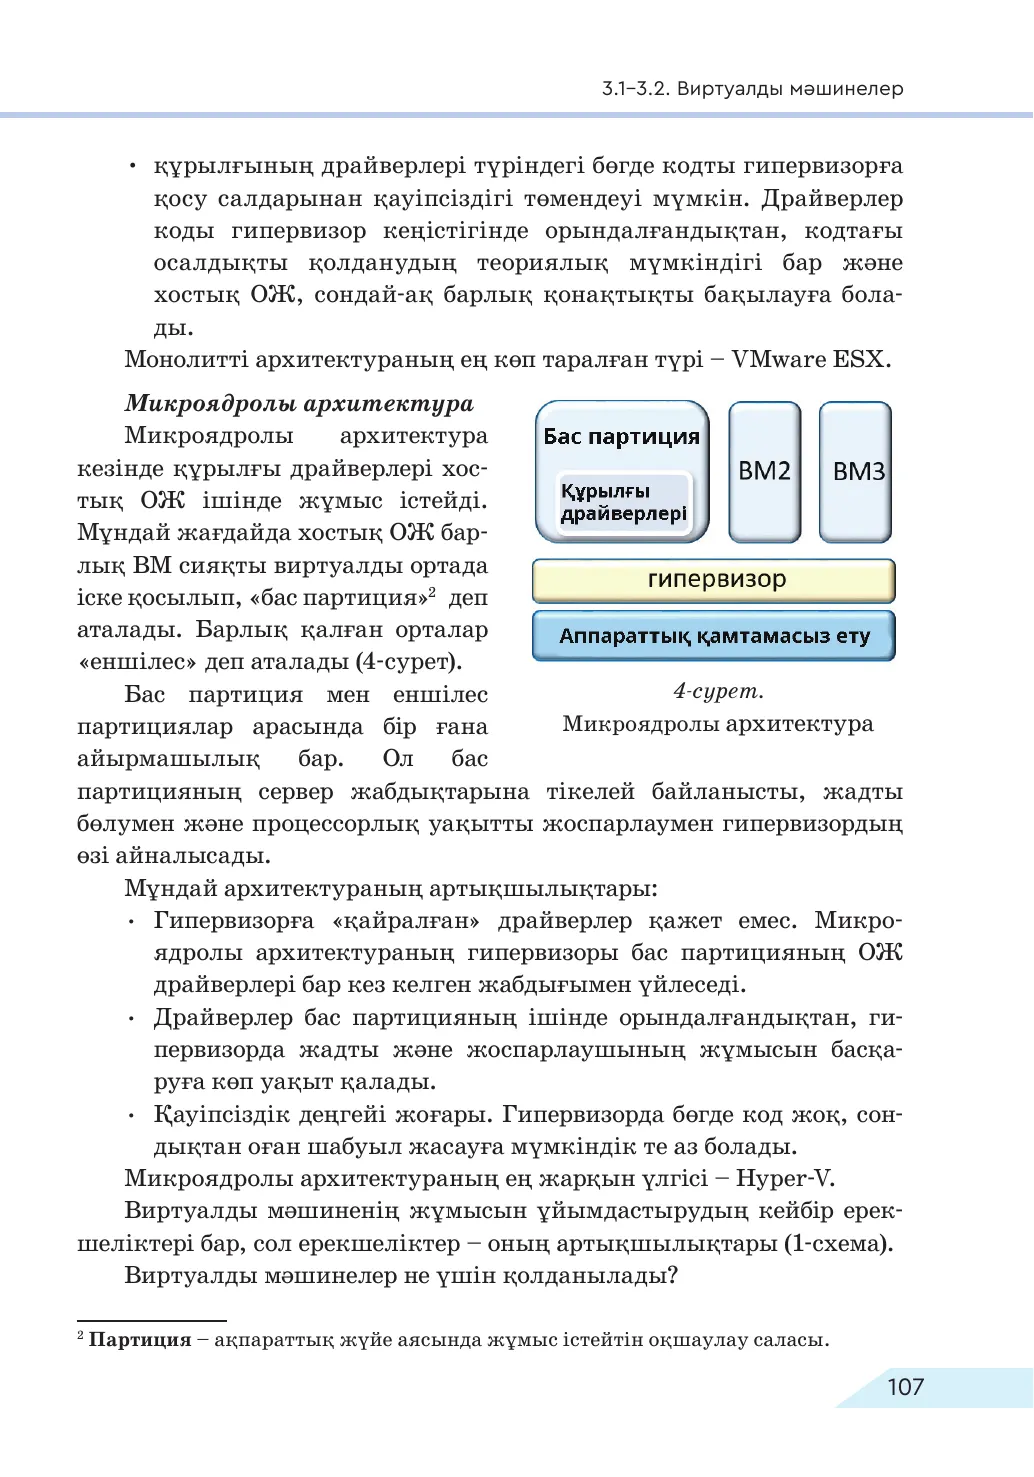 3.1–3.2. Виртуалды мәшинелер
• құрылғының драйверлері түріндегі бөгде кодты гипервизорға
қосу салдарынан қауіпсіздігі төмендеуі мүмкін. Драйверлер
коды гипервизор кеңістігінде орындалғандықтан, кодтағы
осалдықты қолданудың теориялық мүмкіндігі бар және
хостық ОЖ, сондай-ақ барлық қонақтықты бақылауға бола-
ды.
Монолитті архитектураның ең көп таралған түрі – VMware ESX.
Микроядролы архитектура
Микроядролы архитектура
кезінде құрылғы драйверлері хос-
тық ОЖ ішінде жұмыс істейді.
Мұндай жағдайда хостық ОЖ бар-
лық ВМ сияқты виртуалды ортада
іске қосылып, «бас партиция»² деп
аталады. Барлық қалған орталар
«еншілес» деп аталады (4-сурет).
Бас партиция мен еншілес
партициялар арасында бір ғана
айырмашылық бар. Ол бас
Бас партиция
Құрылғы
драйверлері
ВМ2
ВМ3
гипервизор
Аппараттық қамтамасыз ету
4-сурет.
Микроядролы архитектура
партицияның сервер жабдықтарына тікелей байланысты, жадты
бөлумен және процессорлық уақытты жоспарлаумен гипервизордың
өзі айналысады.
Мұндай архитектураның артықшылықтары:
• Гипервизорға «қайралған» драйверлер қажет емес. Микро-
ядролы архитектураның гипервизоры бас партицияның ОЖ
драйверлері бар кез келген жабдығымен үйлеседі.
• Драйверлер бас партицияның ішінде орындалғандықтан, ги-
первизорда жадты және жоспарлаушының жұмысын басқа-
руға көп уақыт қалады.
• Қауіпсіздік деңгейі жоғары. Гипервизорда бөгде код жоқ, сон-
дықтан оған шабуыл жасауға мүмкіндік те аз болады.
Микроядролы архитектураның ең жарқын үлгісі – Hyper-V.
Виртуалды мәшиненің жұмысын ұйымдастырудың кейбір ерек-
шеліктері бар, сол ерекшеліктер – оның артықшылықтары (1-схема).
Виртуалды мәшинелер не үшін қолданылады?
² Партиция – ақпараттық жүйе аясында жұмыс істейтін оқшаулау саласы.
107